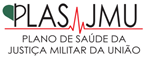 PLAS JMU
PLANO DE SAÚDE DA
JUSTIÇA MILITAR DA UNIÃO